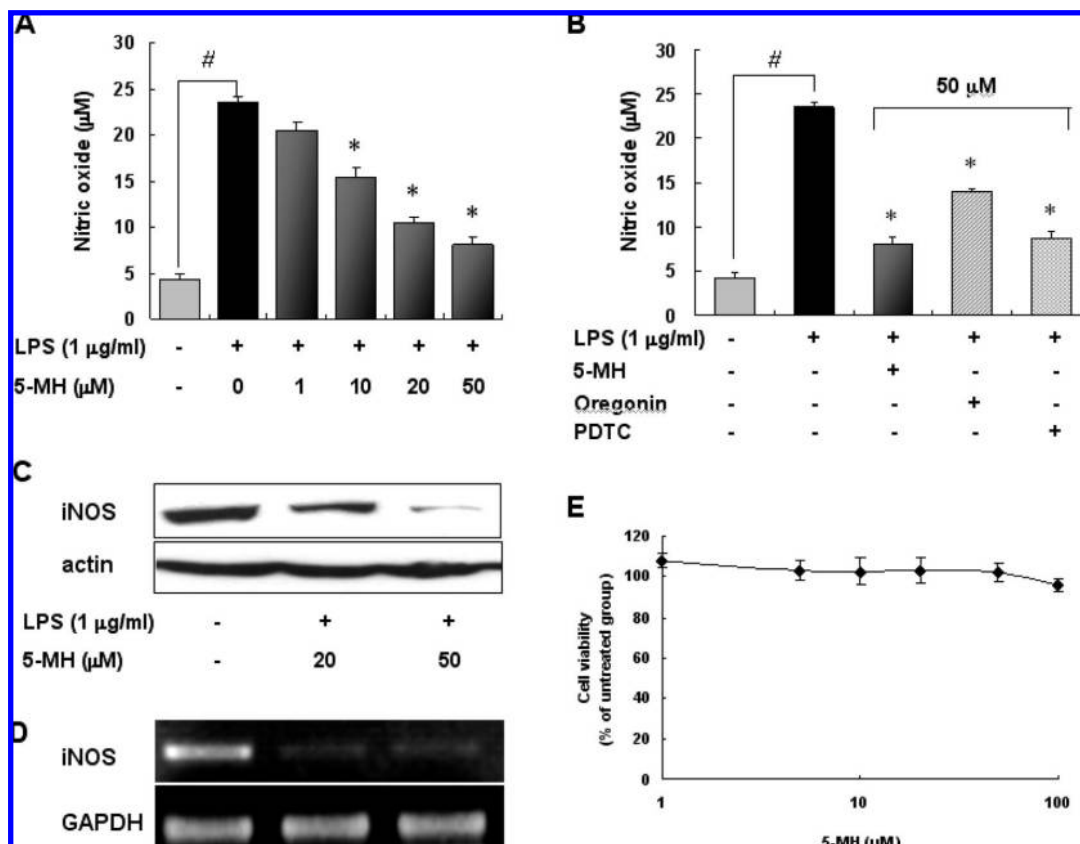 A
Nitric oxide (μM)
30
25
20
15
10
5
0
#
*
*
*
LPS (1 μg/ml) - + + + + +
5-MH (μM) - 0 1 10 20 50
B
Nitric oxide (μM)
30
25
20
15
10
5
0
#
50 μM
*
*
*
LPS (1 μg/ml) - + + + +
5-MH - - + - -
Oregonin - - - + -
PDTC - - - - +
C
iNOS
actin
LPS (1 μg/ml) - + +
5-MH (μM) - 20 50
D
iNOS
GAPDH
E
Cell viability
(% of untreated group)
120
100
80
60
40
20
0
1 10 100
5-MH (μM)